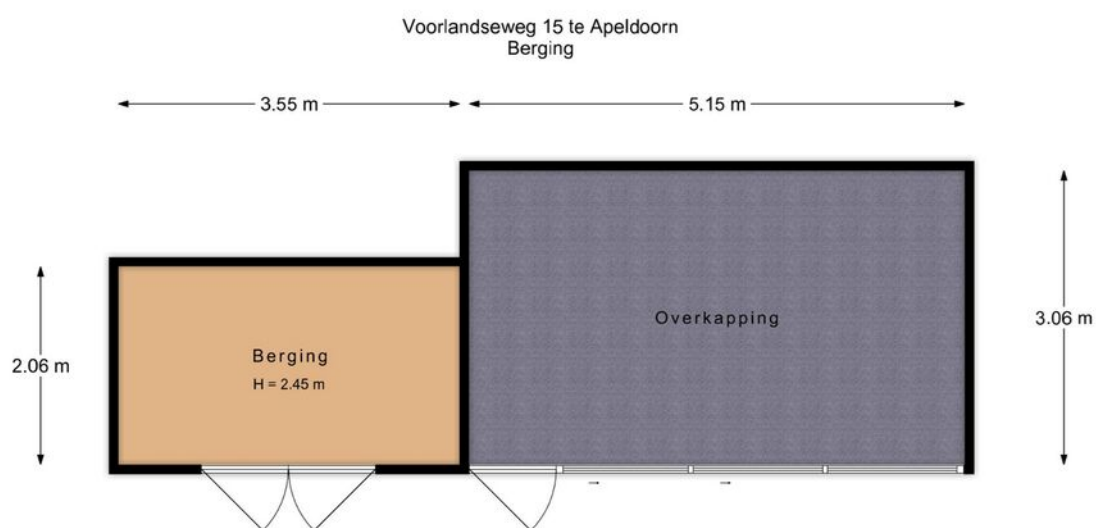 Voorlandseweg 15 te Apeldoorn
Berging
3.55 m
5.15 m
Overkapping
3.06 m
Berging
2.06 m
H = 2.45 m